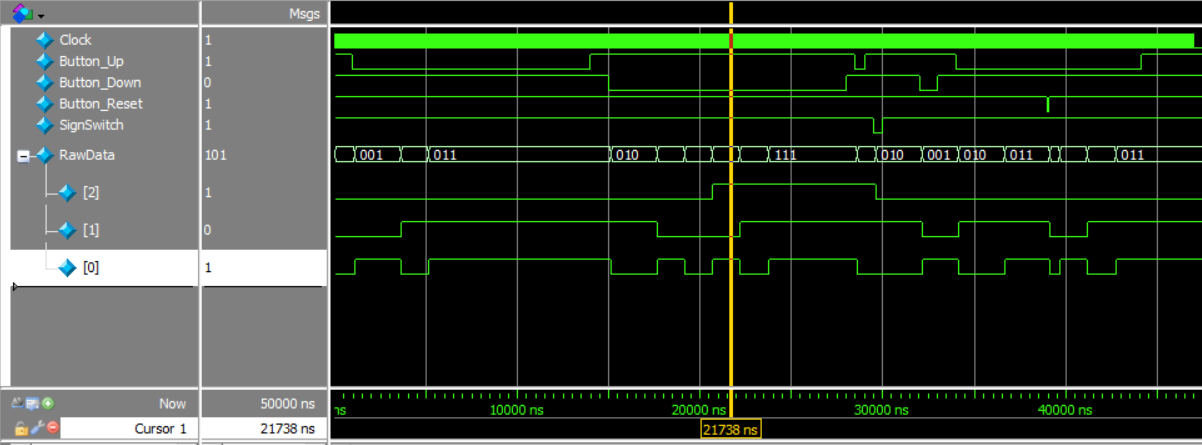 Msgs
Clock 1
Button_Up 1
Button_Down 0
Button_Reset 1
SignSwitch 1
RawData 101 001 011 010 111 010 001 010 011 011
[2] 1
[1] 0
[0] 1
Now 50000 ns ns 10000 ns 20000 ns 30000 ns 40000 ns
Cursor 1 21738 ns 21738 ns